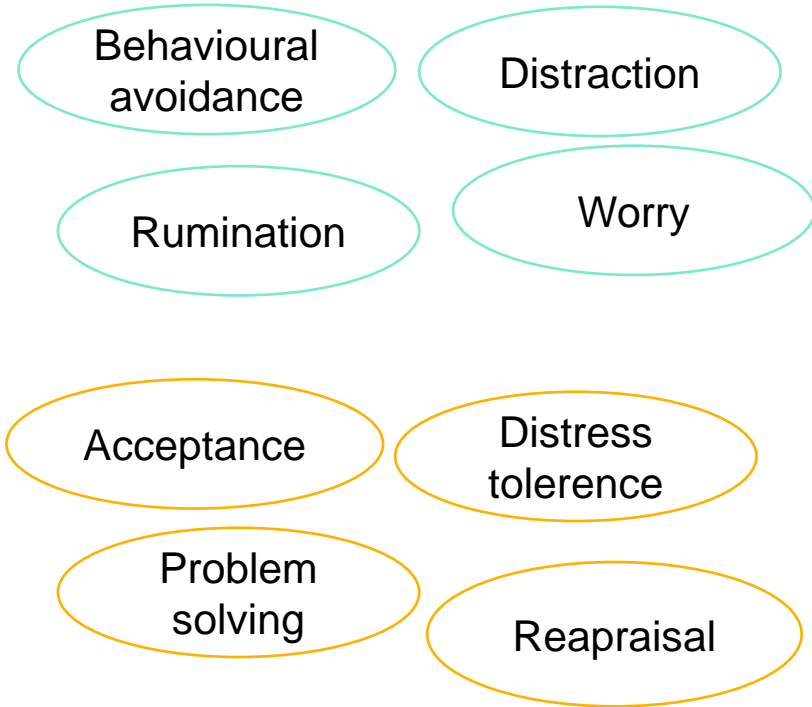 Behavioural
avoidance
Distraction
Rumination
Worry
Acceptance
Distress
tolerence
Problem
solving
Reapraisal